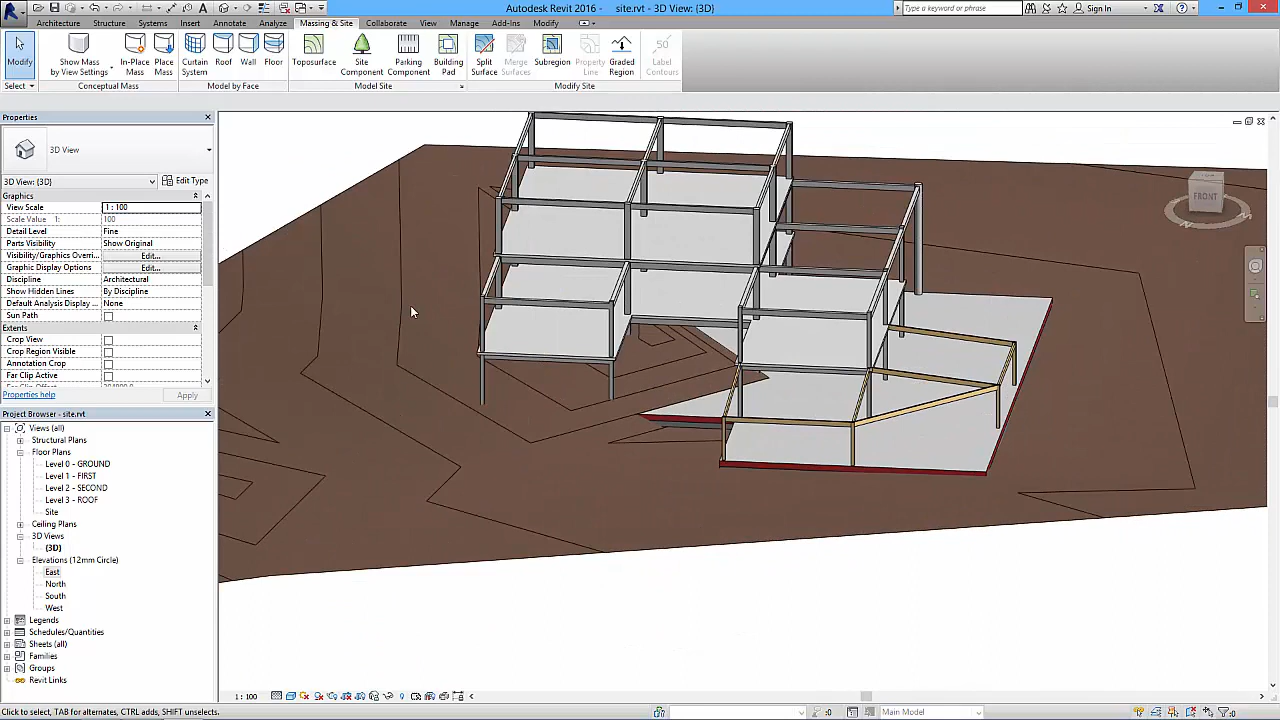 Autodesk Revit 2016 - site.rvt - 3D View: {3D}
Type a keyword or phrase
Sign In
Architecture Structure Systems Insert Annotate Analyze Massing & Site Collaborate View Manage Add-Ins Modify
Modify
Show Mass
by View Settings
In-Place
Mass
Place
Mass
Curtain
System
Roof
Wall
Floor
Toposurface
Site
Component
Parking
Component
Building
Pad
Split
Surface
Merge
Surfaces
Subregion
Property
Line
Graded
Region
50
Label
Contours
Select
Conceptual Mass
Model by Face
Model Site
Modify Site
Properties
3D View
3D View: {3D}
Edit Type
Graphics
View Scale 1 : 100
Scale Value 1: 100
Detail Level Fine
Parts Visibility Show Original
Visibility/Graphics Overri... Edit...
Graphic Display Options Edit...
Discipline Architectural
Show Hidden Lines By Discipline
Default Analysis Display ... None
Sun Path
Extents
Crop View
Crop Region Visible
Annotation Crop
Far Clip Active
Properties help
Apply
Project Browser - site.rvt
Views (all)
Structural Plans
Floor Plans
Level 0 - GROUND
Level 1 - FIRST
Level 2 - SECOND
Level 3 - ROOF
Site
Ceiling Plans
3D Views
{3D}
Elevations (12mm Circle)
East
North
South
West
Legends
Schedules/Quantities
Sheets (all)
Families
Groups
Revit Links
FRONT
1 : 100
Click to select, TAB for alternates, CTRL adds, SHIFT unselects.
:0
Main Model
:0